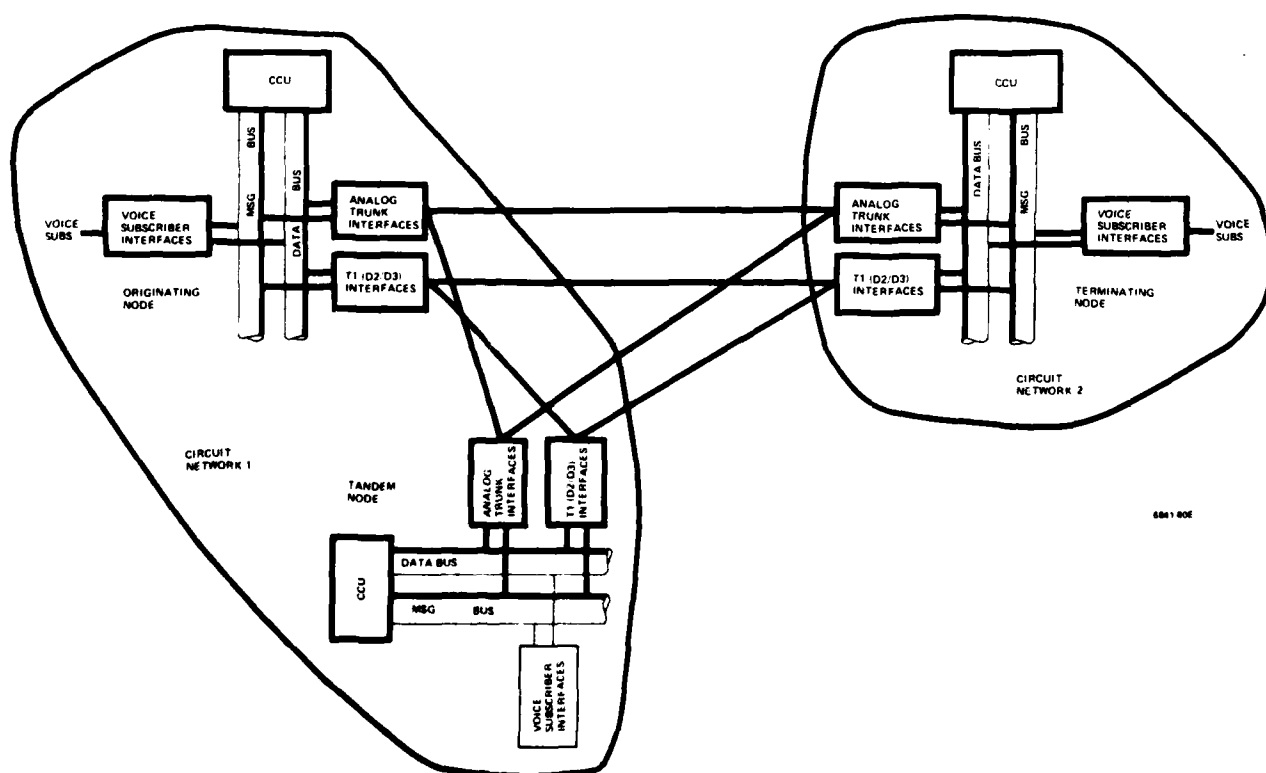 CCU
MSG BUS
DATA BUS
VOICE
SUBS
VOICE
SUBSCRIBER
INTERFACES
ANALOG
TRUNK
INTERFACES
T1 (D2/D3)
INTERFACES
ORIGINATING
NODE
CCU
DATA BUS
MSG BUS
ANALOG
TRUNK
INTERFACES
T1 (D2/D3)
INTERFACES
VOICE
SUBSCRIBER
INTERFACES
VOICE
SUBS
TERMINATING
NODE
CIRCUIT
NETWORK 2
CIRCUIT
NETWORK 1
TANDEM
NODE
ANALOG
TRUNK
INTERFACES
T1 (D2/D3)
INTERFACES
CCU
DATA BUS
MSG BUS
VOICE
SUBSCRIBER
INTERFACES